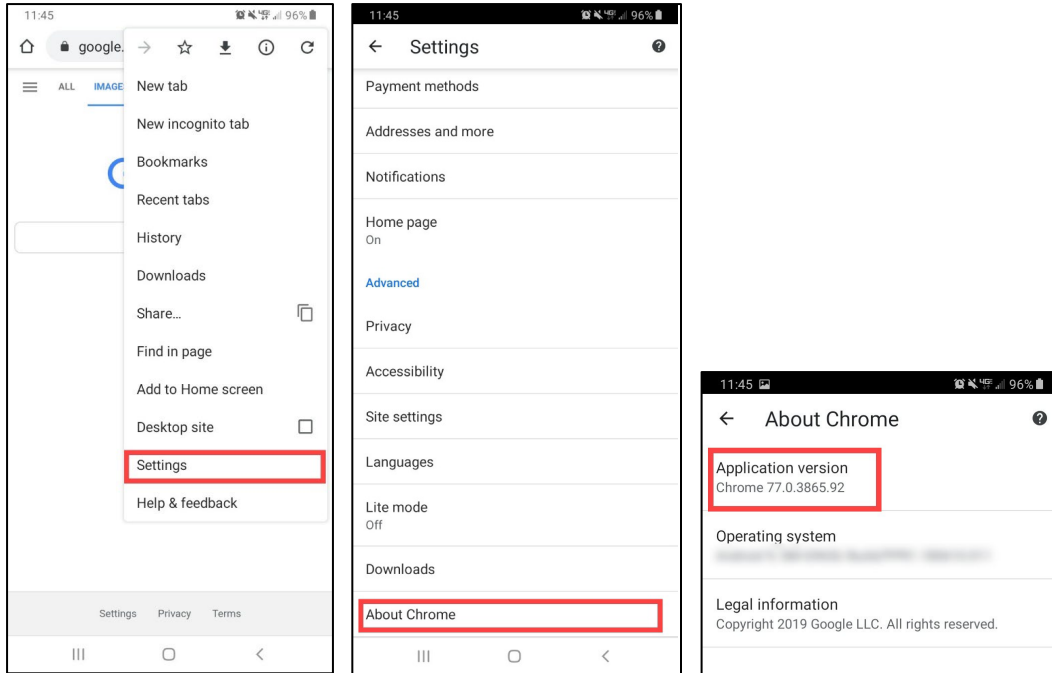 11:45
96%
google.
ALL IMAGE
New tab
New incognito tab
Bookmarks
Recent tabs
History
Downloads
Share…
Find in page
Add to Home screen
Desktop site
Settings
Help & feedback
Settings Privacy Terms
11:45
96%
Settings
Payment methods
Addresses and more
Notifications
Home page
On
Advanced
Privacy
Accessibility
Site settings
Languages
Lite mode
Off
Downloads
About Chrome
11:45
96%
About Chrome
Application version
Chrome 77.0.3865.92
Operating system
Legal information
Copyright 2019 Google LLC. All rights reserved.